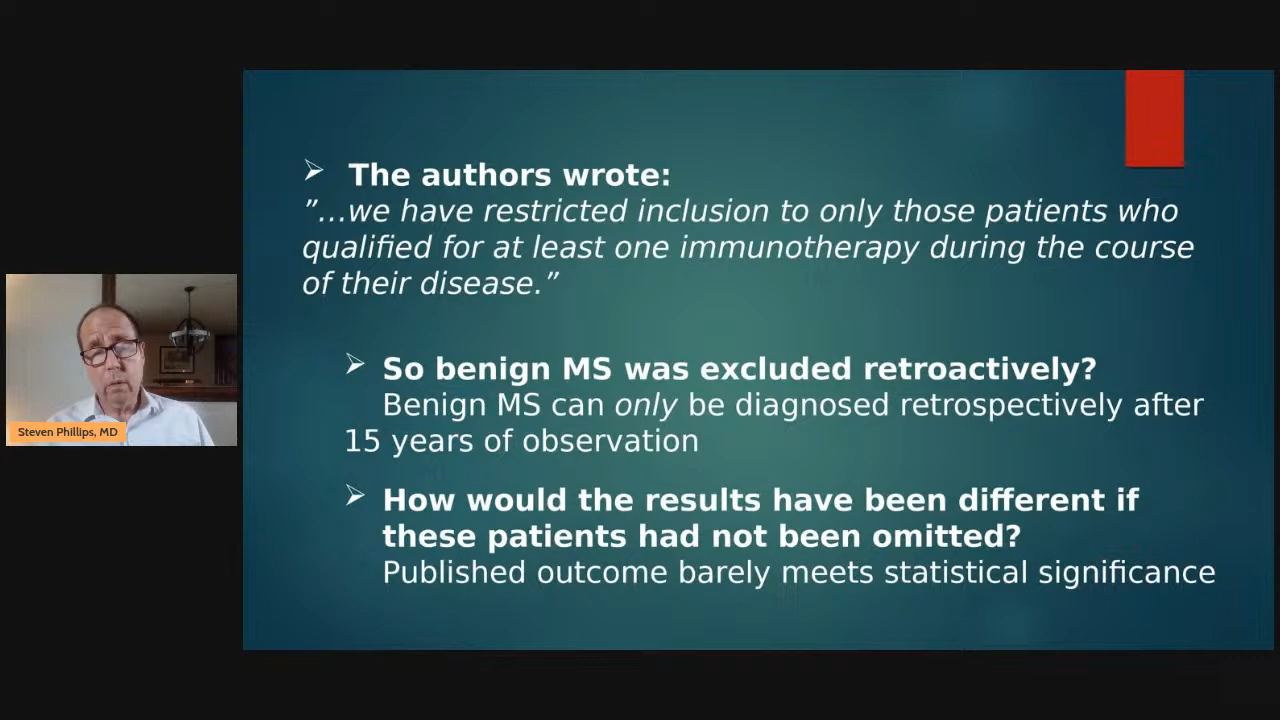 The authors wrote:
”…we have restricted inclusion to only those patients who
qualified for at least one immunotherapy during the course
of their disease.”
So benign MS was excluded retroactively?
Benign MS can only be diagnosed retrospectively after
15 years of observation
How would the results have been different if
these patients had not been omitted?
Published outcome barely meets statistical significance
Steven Phillips, MD